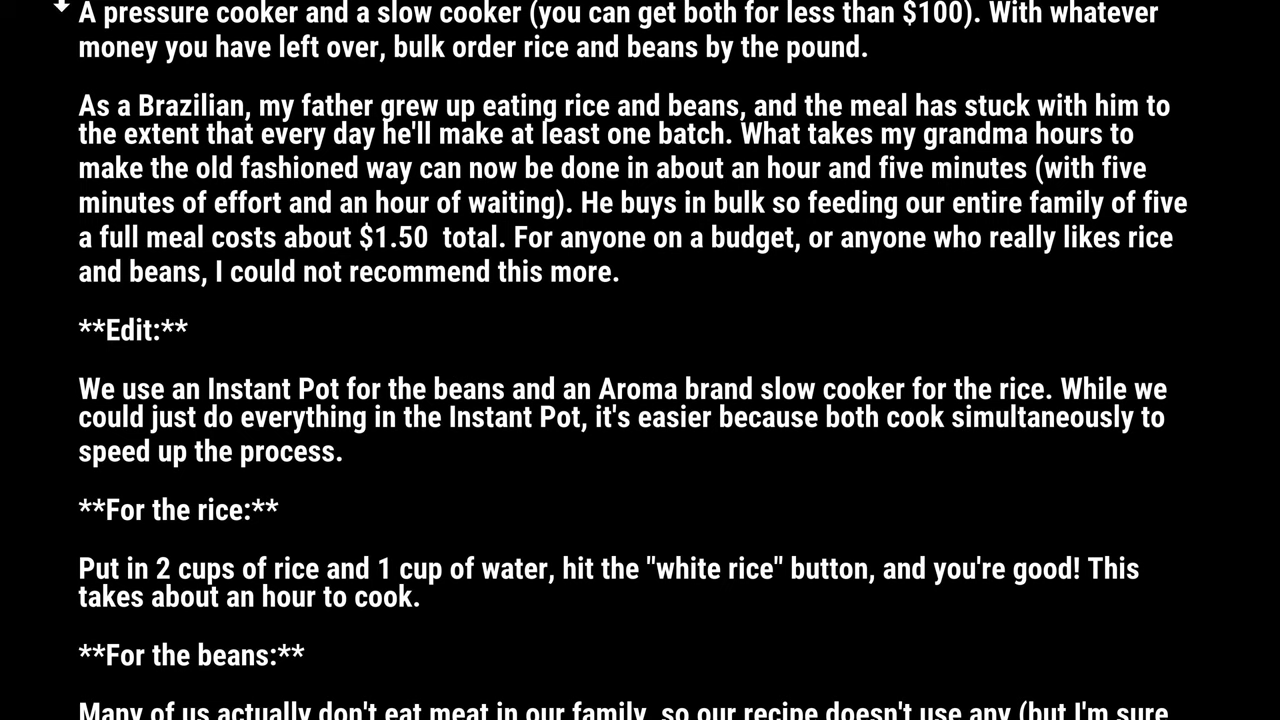 A pressure cooker and a slow cooker (you can get both for less than $100). With whatever
money you have left over, bulk order rice and beans by the pound.
As a Brazilian, my father grew up eating rice and beans, and the meal has stuck with him to
the extent that every day he'll make at least one batch. What takes my grandma hours to
make the old fashioned way can now be done in about an hour and five minutes (with five
minutes of effort and an hour of waiting). He buys in bulk so feeding our entire family of five
a full meal costs about $1.50  total. For anyone on a budget, or anyone who really likes rice
and beans, I could not recommend this more.
**Edit:**
We use an Instant Pot for the beans and an Aroma brand slow cooker for the rice. While we
could just do everything in the Instant Pot, it's easier because both cook simultaneously to
speed up the process.
**For the rice:**
Put in 2 cups of rice and 1 cup of water, hit the "white rice" button, and you're good! This
takes about an hour to cook.
**For the beans:**
Many of us actually don't eat meat in our family, so our recipe doesn't use any (but I'm sure